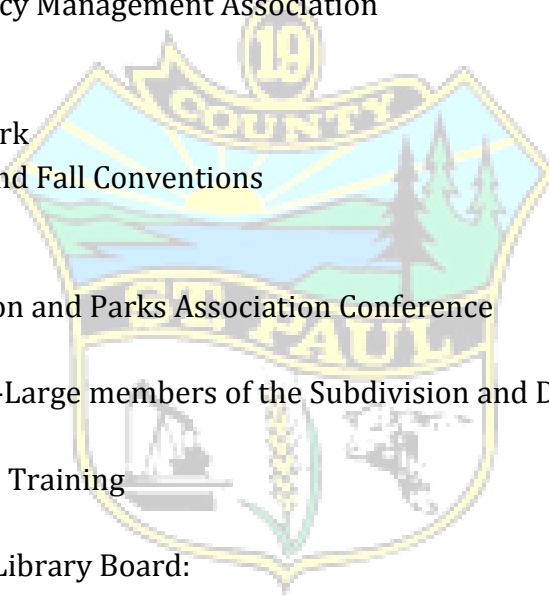 cy Management Association
19
COUNTY
rk
nd Fall Conventions
on and Parks Association Conference
ST. PAUL
-Large members of the Subdivision and D
Training
Library Board: